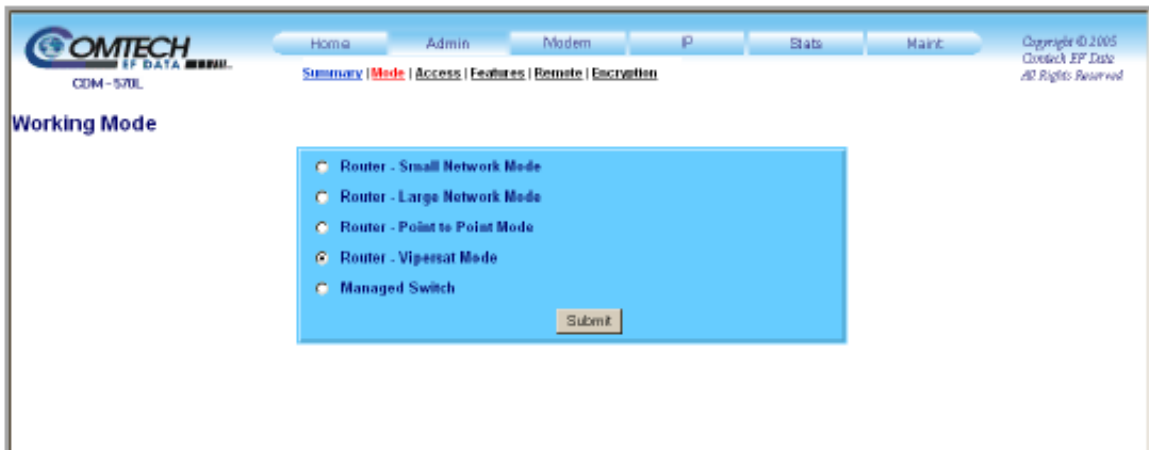 COMTECH
EF DATA
CDM-570L
Home Admin Modem IP Stats Maint
Summary | Mode | Access | Features | Remote | Encryption
Copyright © 2005
Comtech EF Data
All Rights Reserved
Working Mode
Router - Small Network Mode
Router - Large Network Mode
Router - Point to Point Mode
Router - Vipersat Mode
Managed Switch
Submit